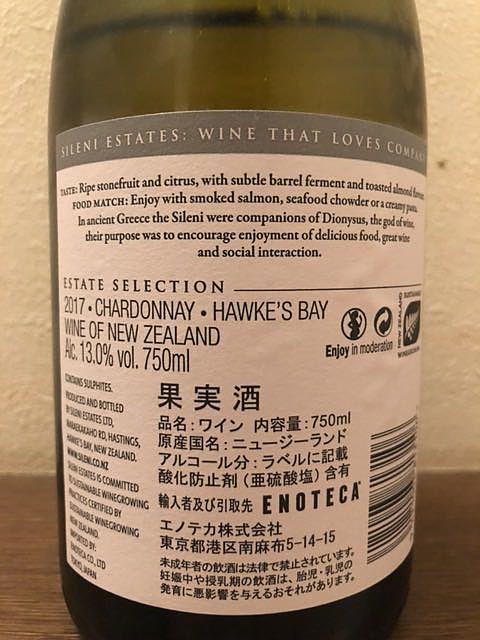 SILENI ESTATES: WINE THAT LOVES COMPANY
TASTE: Ripe stonefruit and citrus, with subtle barrel ferment and toasted almond flavours.
FOOD MATCH: Enjoy with smoked salmon, seafood chowder or a creamy pasta.
In ancient Greece the Sileni were companions of Dionysus, the god of wine,
their purpose was to encourage enjoyment of delicious food, great wine
and social interaction.
ESTATE SELECTION
2017 • CHARDONNAY • HAWKE'S BAY
WINE OF NEW ZEALAND
Alc. 13.0% vol. 750ml
Enjoy in moderation
NEW ZEALAND
SUSTAINABLE
WINEGROWING
CONTAINS SULPHITES.
PRODUCED AND BOTTLED
BY SILENI ESTATES LTD,
MARAEKAKAHO RD, HASTINGS,
HAWKE'S BAY, NEW ZEALAND.
WWW.SILENI.CO.NZ
SILENI ESTATES IS COMMITTED
TO SUSTAINABLE WINEGROWING
PRACTICES CERTIFIED BY
SUSTAINABLE WINEGROWING
NEW ZEALAND.
IMPORTED BY:
ENOTECA CO., LTD
TOKYO, JAPAN
果実酒
品名:ワイン 内容量:750ml
原産国名:ニュージーランド
アルコール分:ラベルに記載
酸化防止剤(亜硫酸塩)含有
輸入者及び引取先 ENOTECA
エノテカ株式会社
東京都港区南麻布5-14-15
未成年者の飲酒は法律で禁止されています。
妊娠中や授乳期の飲酒は、胎児・乳児の
発育に悪影響を与えるおそれがあります。